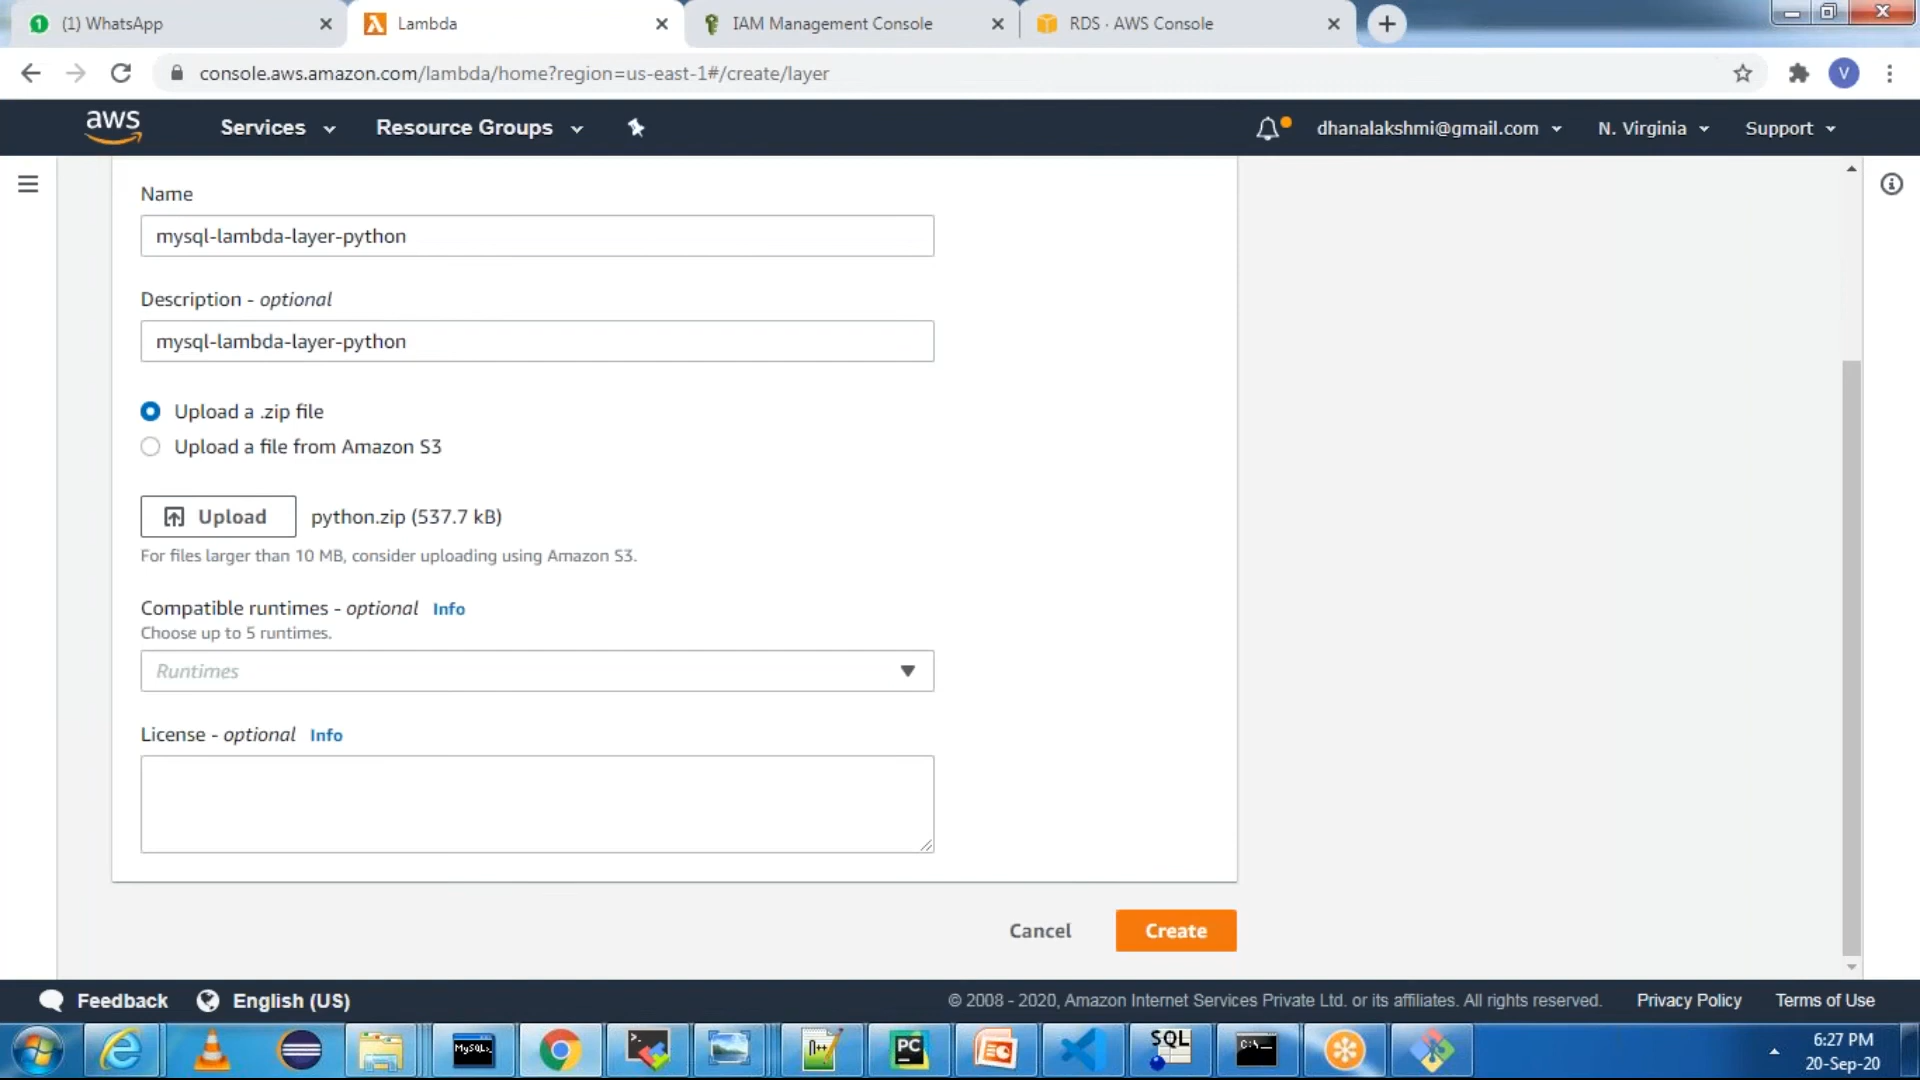 (1) WhatsApp
Lambda
IAM Management Console
RDS · AWS Console
console.aws.amazon.com/lambda/home?region=us-east-1#/create/layer
V
aws
Services
Resource Groups
dhanalakshmi@gmail.com
N. Virginia
Support
Name
mysql-lambda-layer-python
Description - optional
mysql-lambda-layer-python
Upload a .zip file
Upload a file from Amazon S3
Upload
python.zip (537.7 kB)
For files larger than 10 MB, consider uploading using Amazon S3.
Compatible runtimes - optional Info
Choose up to 5 runtimes.
Runtimes
License - optional Info
Cancel
Create
Feedback
English (US)
© 2008 - 2020, Amazon Internet Services Private Ltd. or its affiliates. All rights reserved.
Privacy Policy
Terms of Use
MySQL>
PC
SQL
C:\
6:27 PM
20-Sep-20